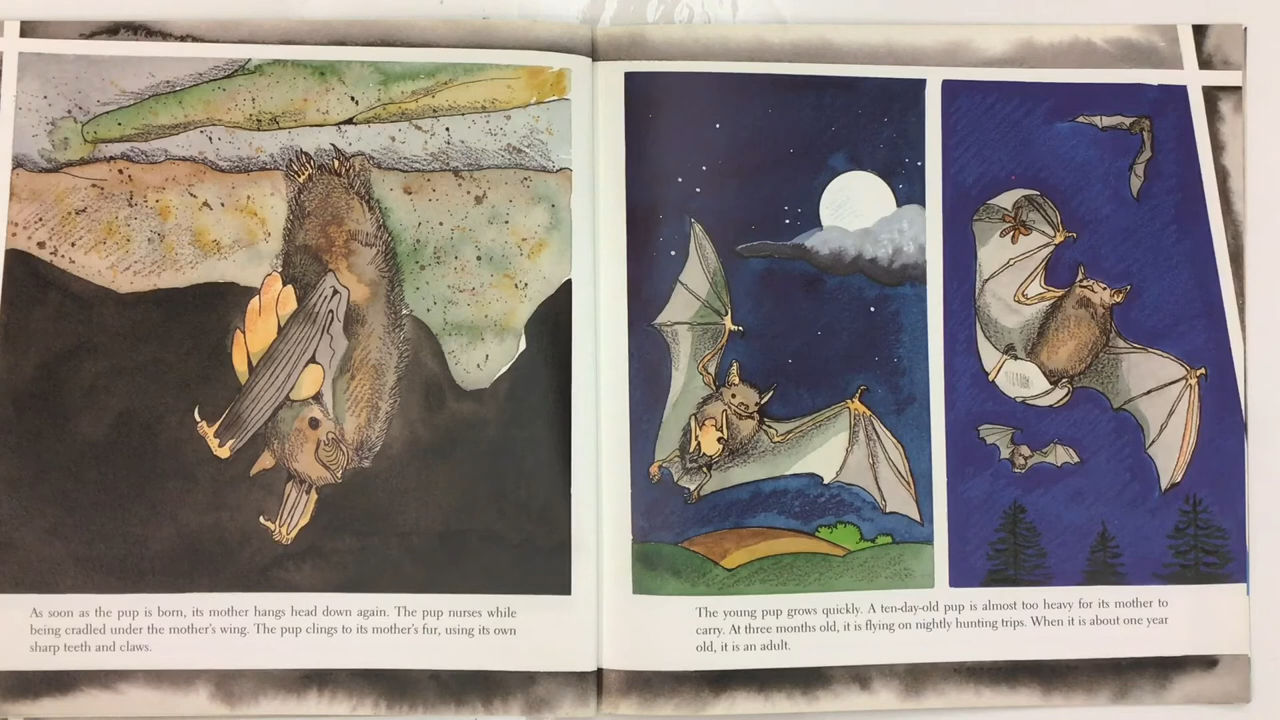 As soon as the pup is born, its mother hangs head down again. The pup nurses while
being cradled under the mother's wing. The pup clings to its mother's fur, using its own
sharp teeth and claws.
The young pup grows quickly. A ten-day-old pup is almost too heavy for its mother to
carry. At three months old, it is flying on nightly hunting trips. When it is about one year
old, it is an adult.